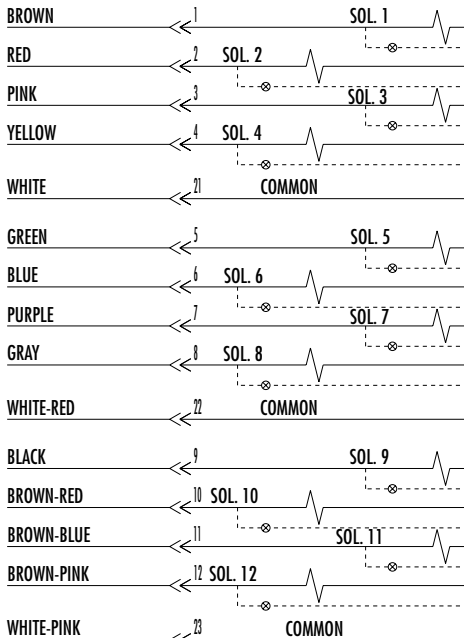 BROWN 1 SOL. 1
RED 2 SOL. 2
PINK 3 SOL. 3
YELLOW 4 SOL. 4
WHITE 21 COMMON
GREEN 5 SOL. 5
BLUE 6 SOL. 6
PURPLE 7 SOL. 7
GRAY 8 SOL. 8
WHITE-RED 22 COMMON
BLACK 9 SOL. 9
BROWN-RED 10 SOL. 10
BROWN-BLUE 11 SOL. 11
BROWN-PINK 12 SOL. 12
WHITE-PINK 23 COMMON